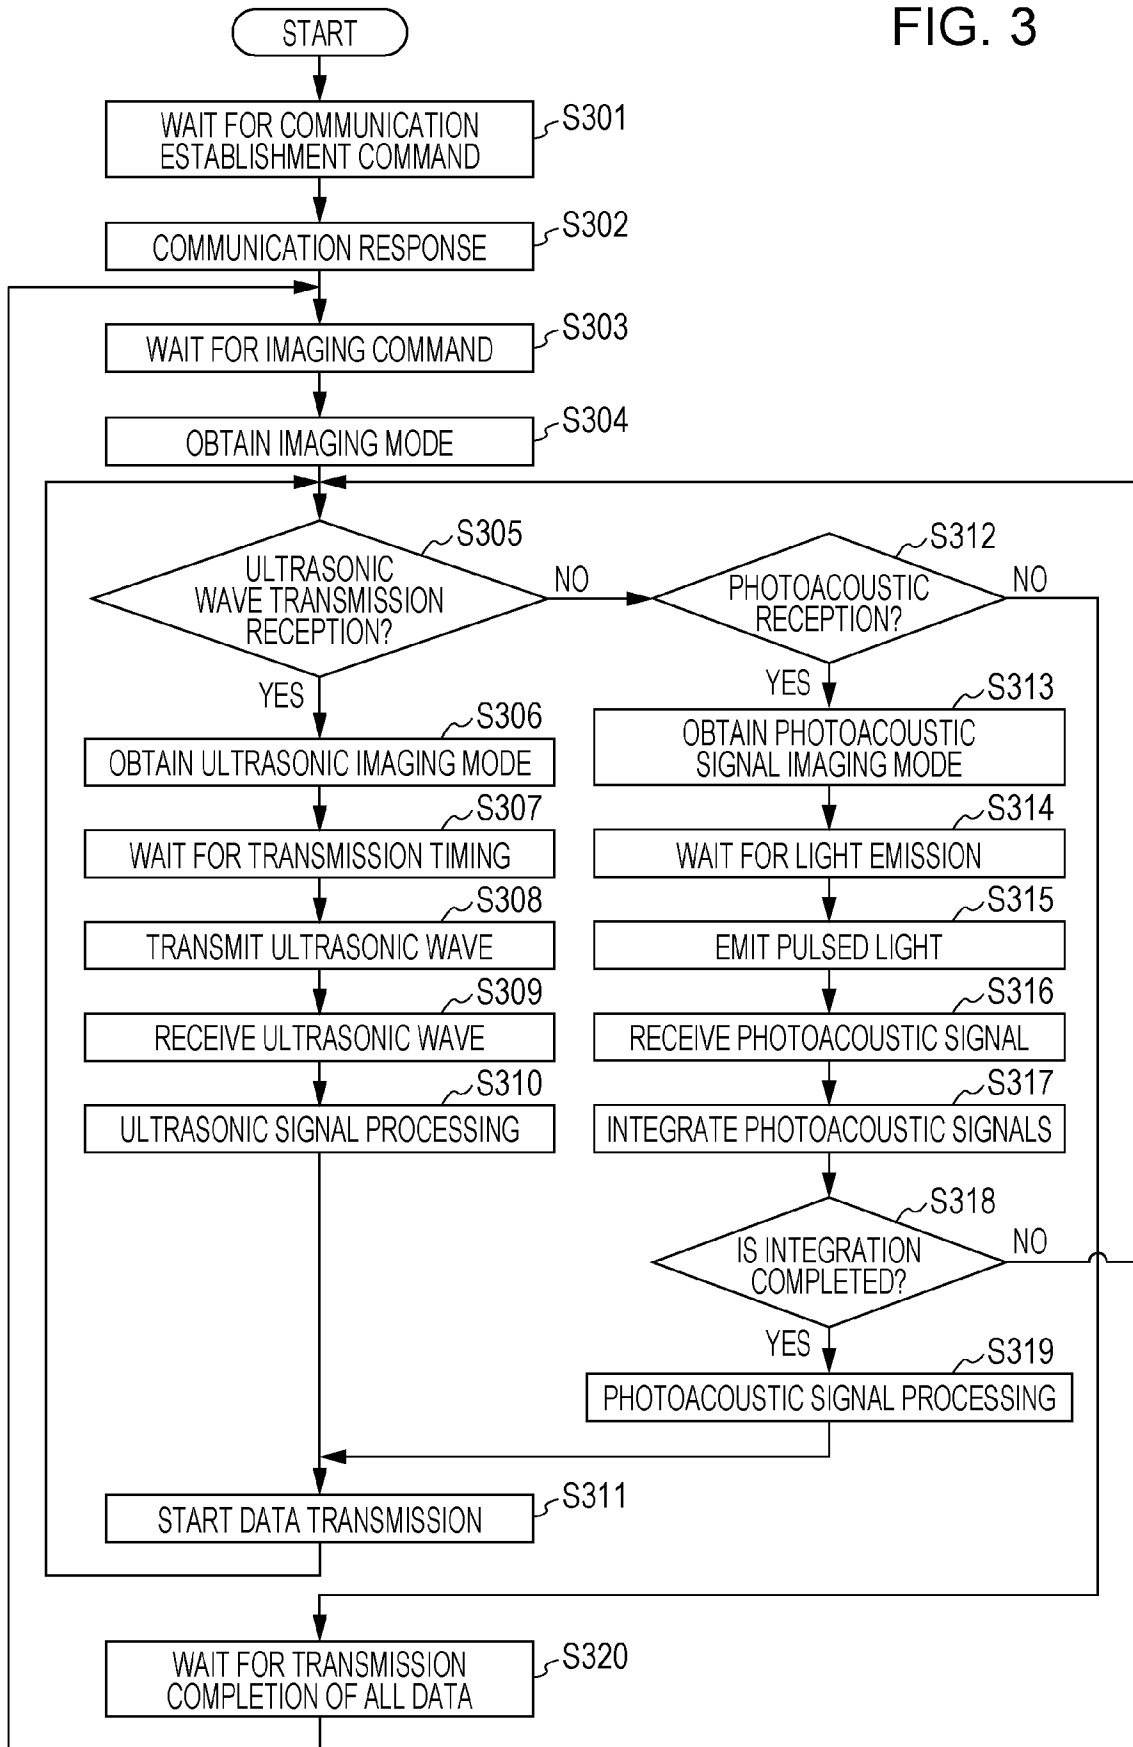 FIG. 3
START
WAIT FOR COMMUNICATION
ESTABLISHMENT COMMAND
S301
COMMUNICATION RESPONSE
S302
WAIT FOR IMAGING COMMAND
S303
OBTAIN IMAGING MODE
S304
ULTRASONIC
WAVE TRANSMISSION
RECEPTION?
S305
NO
YES
OBTAIN ULTRASONIC IMAGING MODE
S306
WAIT FOR TRANSMISSION TIMING
S307
TRANSMIT ULTRASONIC WAVE
S308
RECEIVE ULTRASONIC WAVE
S309
ULTRASONIC SIGNAL PROCESSING
S310
PHOTOACOUSTIC
RECEPTION?
S312
NO
YES
OBTAIN PHOTOACOUSTIC
SIGNAL IMAGING MODE
S313
WAIT FOR LIGHT EMISSION
S314
EMIT PULSED LIGHT
S315
RECEIVE PHOTOACOUSTIC SIGNAL
S316
INTEGRATE PHOTOACOUSTIC SIGNALS
S317
IS INTEGRATION
COMPLETED?
S318
NO
YES
PHOTOACOUSTIC SIGNAL PROCESSING
S319
START DATA TRANSMISSION
S311
WAIT FOR TRANSMISSION
COMPLETION OF ALL DATA
S320